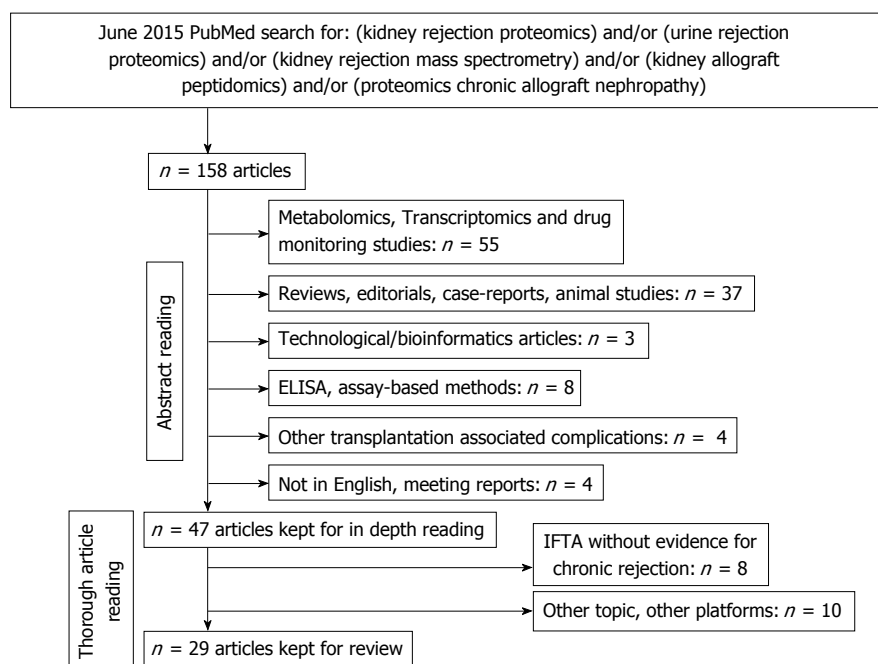 June 2015 PubMed search for: (kidney rejection proteomics) and/or (urine rejection
proteomics) and/or (kidney rejection mass spectrometry) and/or (kidney allograft
peptidomics) and/or (proteomics chronic allograft nephropathy)
n = 158 articles
Abstract reading
Metabolomics, Transcriptomics and drug
monitoring studies: n = 55
Reviews, editorials, case-reports, animal studies: n = 37
Technological/bioinformatics articles: n = 3
ELISA, assay-based methods: n = 8
Other transplantation associated complications: n = 4
Not in English, meeting reports: n = 4
n = 47 articles kept for in depth reading
Thorough article
reading
IFTA without evidence for
chronic rejection: n = 8
Other topic, other platforms: n = 10
n = 29 articles kept for review